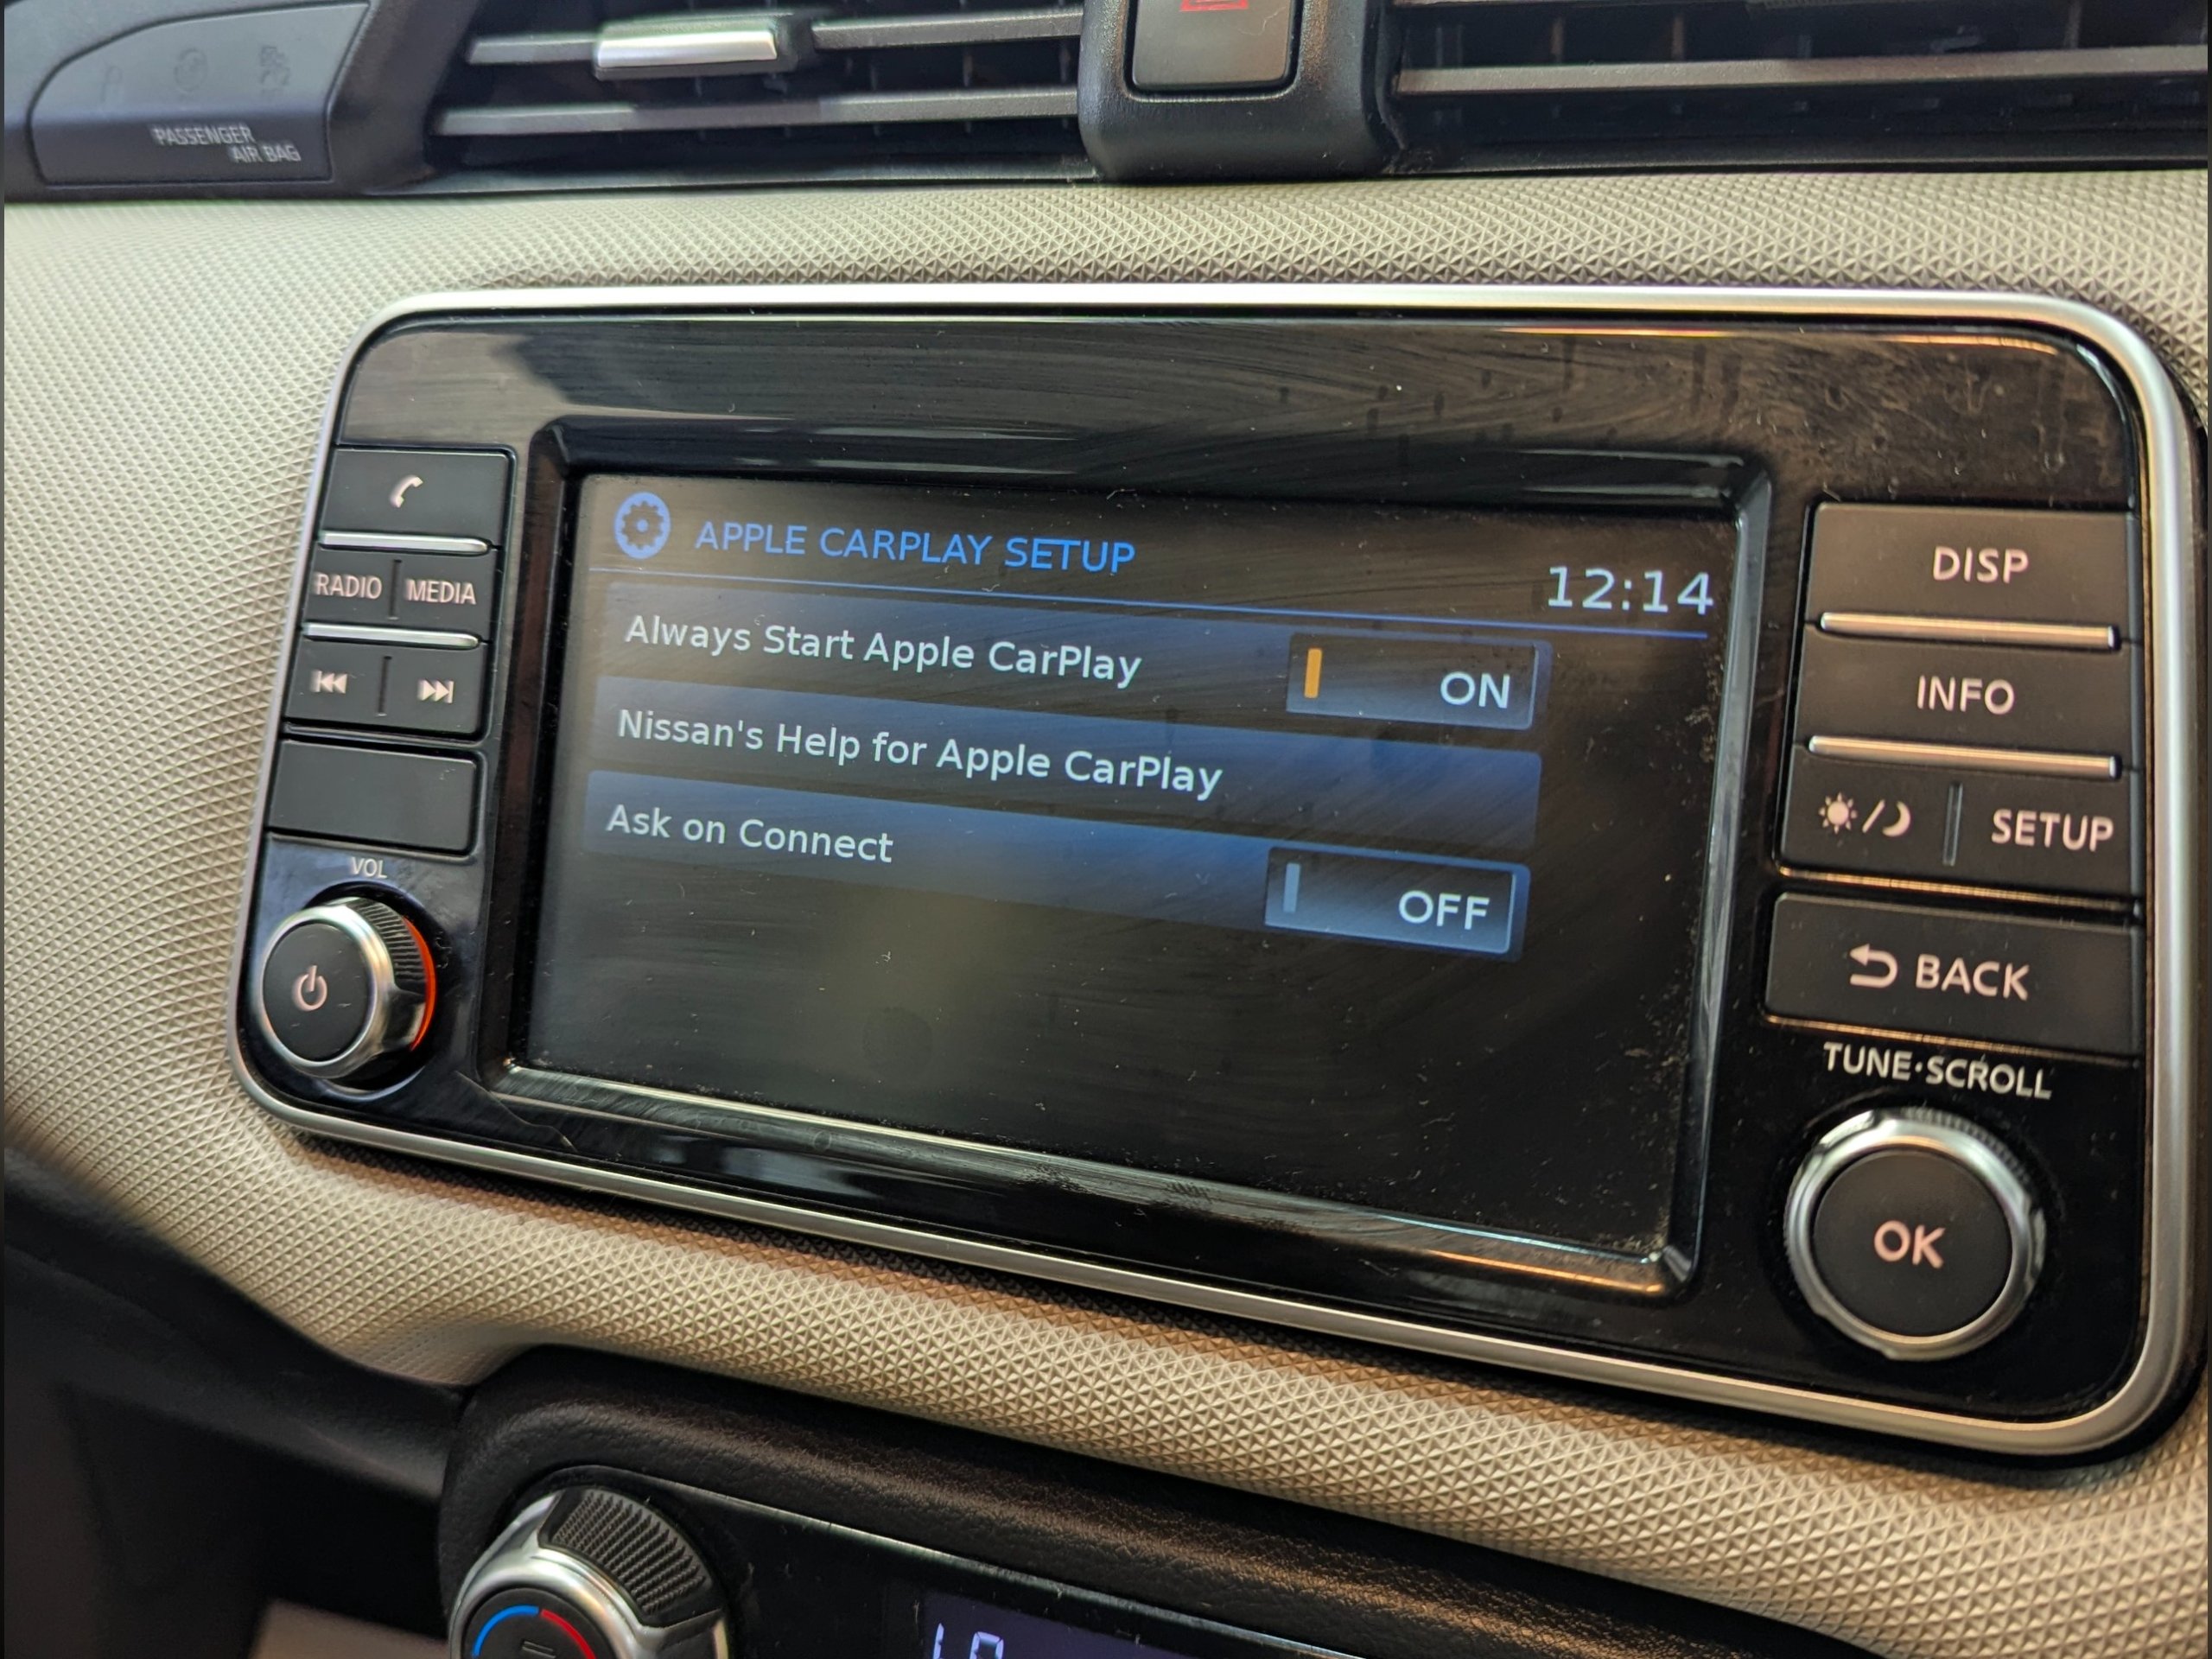 PASSENGER
AIR BAG
APPLE CARPLAY SETUP
12:14
Always Start Apple CarPlay
ON
Nissan's Help for Apple CarPlay
Ask on Connect
OFF
RADIO
MEDIA
VOL
DISP
INFO
SETUP
BACK
TUNE·SCROLL
OK